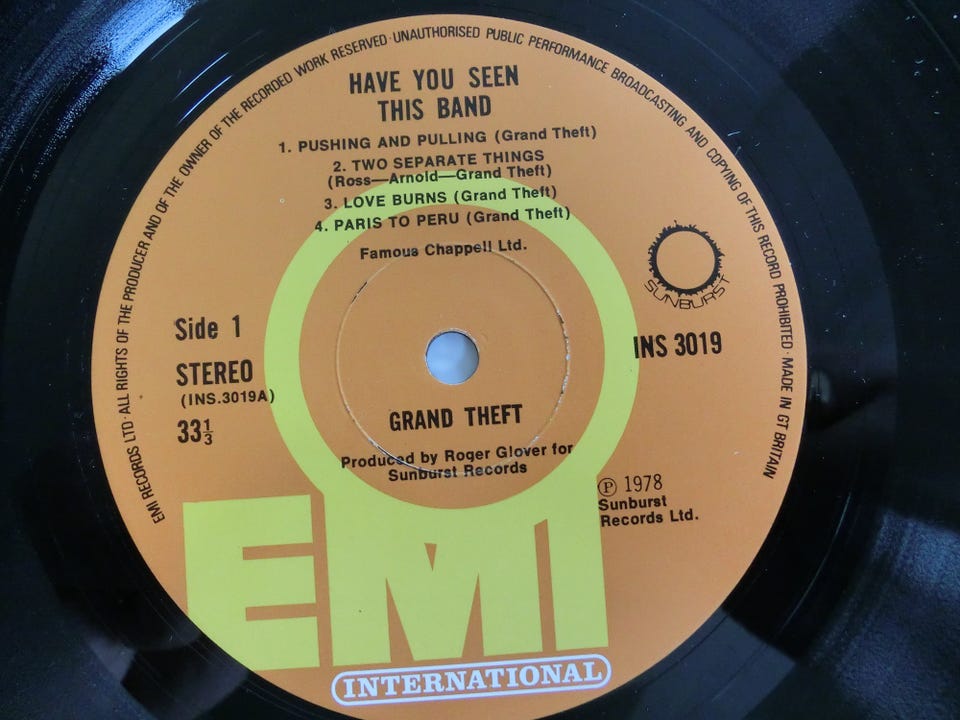 EMI RECORDS LTD·ALL RIGHTS OF THE PRODUCER AND OF THE OWNER OF THE RECORDED WORK RESERVED·UNAUTHORISED PUBLIC PERFORMANCE BROADCASTING AND COPYING OF THIS RECORD PROHIBITED·MADE IN GT BRITAIN
HAVE YOU SEEN
THIS BAND
1. PUSHING AND PULLING (Grand Theft)
2. TWO SEPARATE THINGS
(Ross—Arnold—Grand Theft)
3. LOVE BURNS (Grand Theft)
4. PARIS TO PERU (Grand Theft)
Famous Chappell Ltd.
SUNBURST
Side 1
STEREO
(INS.3019A)
33⅓
INS 3019
GRAND THEFT
Produced by Roger Glover for
Sunburst Records
℗ 1978
Sunburst
Records Ltd.
EMI
INTERNATIONAL